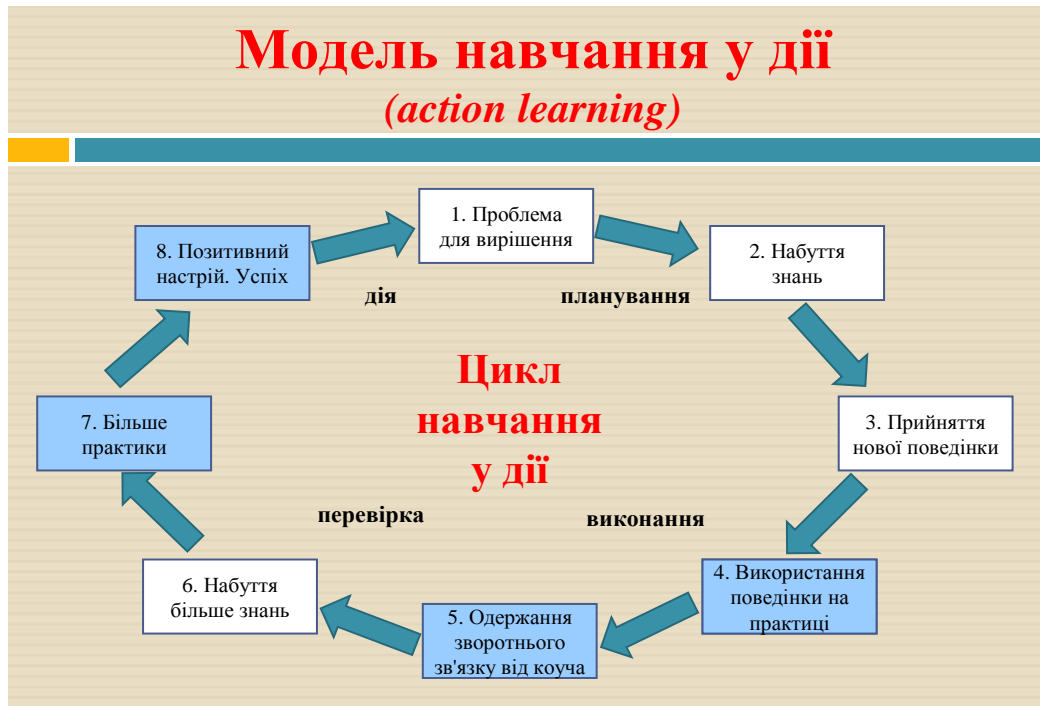 Модель навчання у дії
(action learning)
1. Проблема
для вирішення
2. Набуття
знань
3. Прийняття
нової поведінки
4. Використання
поведінки на
практиці
5. Одержання
зворотнього
зв'язку від коуча
6. Набуття
більше знань
7. Більше
практики
8. Позитивний
настрій. Успіх
дія
планування
Цикл
навчання
у дії
перевірка
виконання